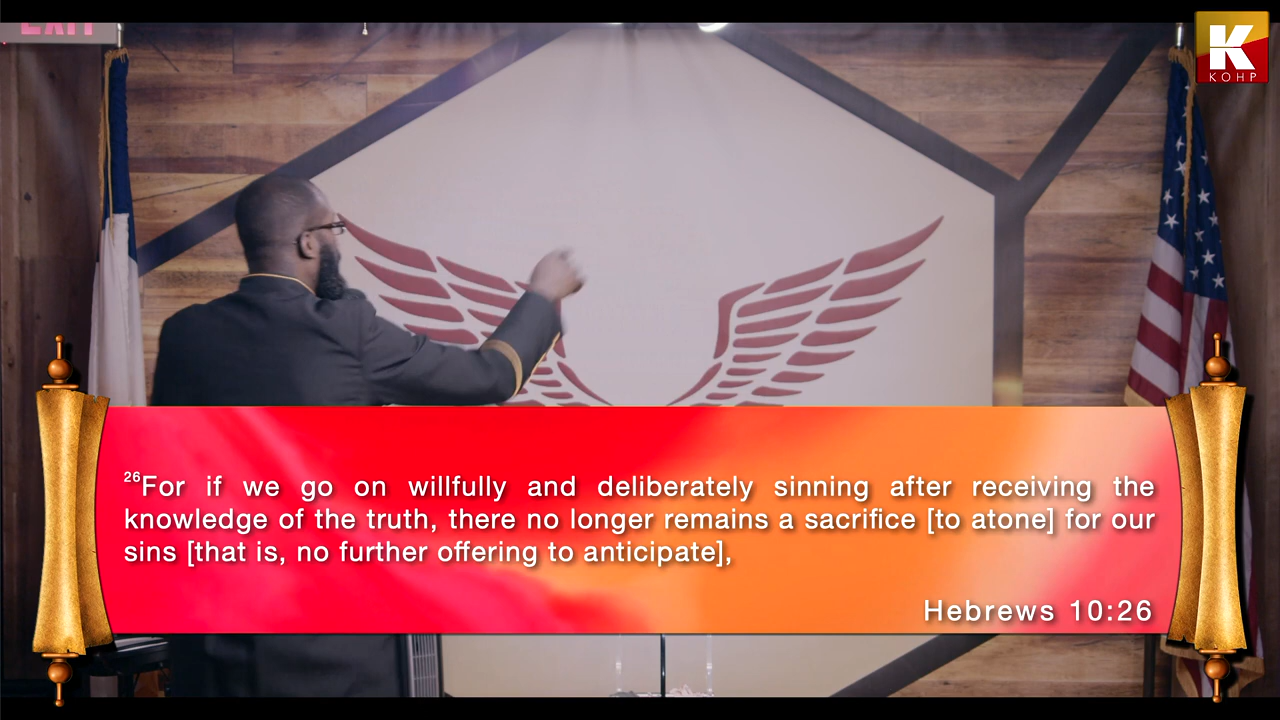 EXIT
K
KOHP
26For if we go on willfully and deliberately sinning after receiving the
knowledge of the truth, there no longer remains a sacrifice [to atone] for our
sins [that is, no further offering to anticipate],
Hebrews 10:26